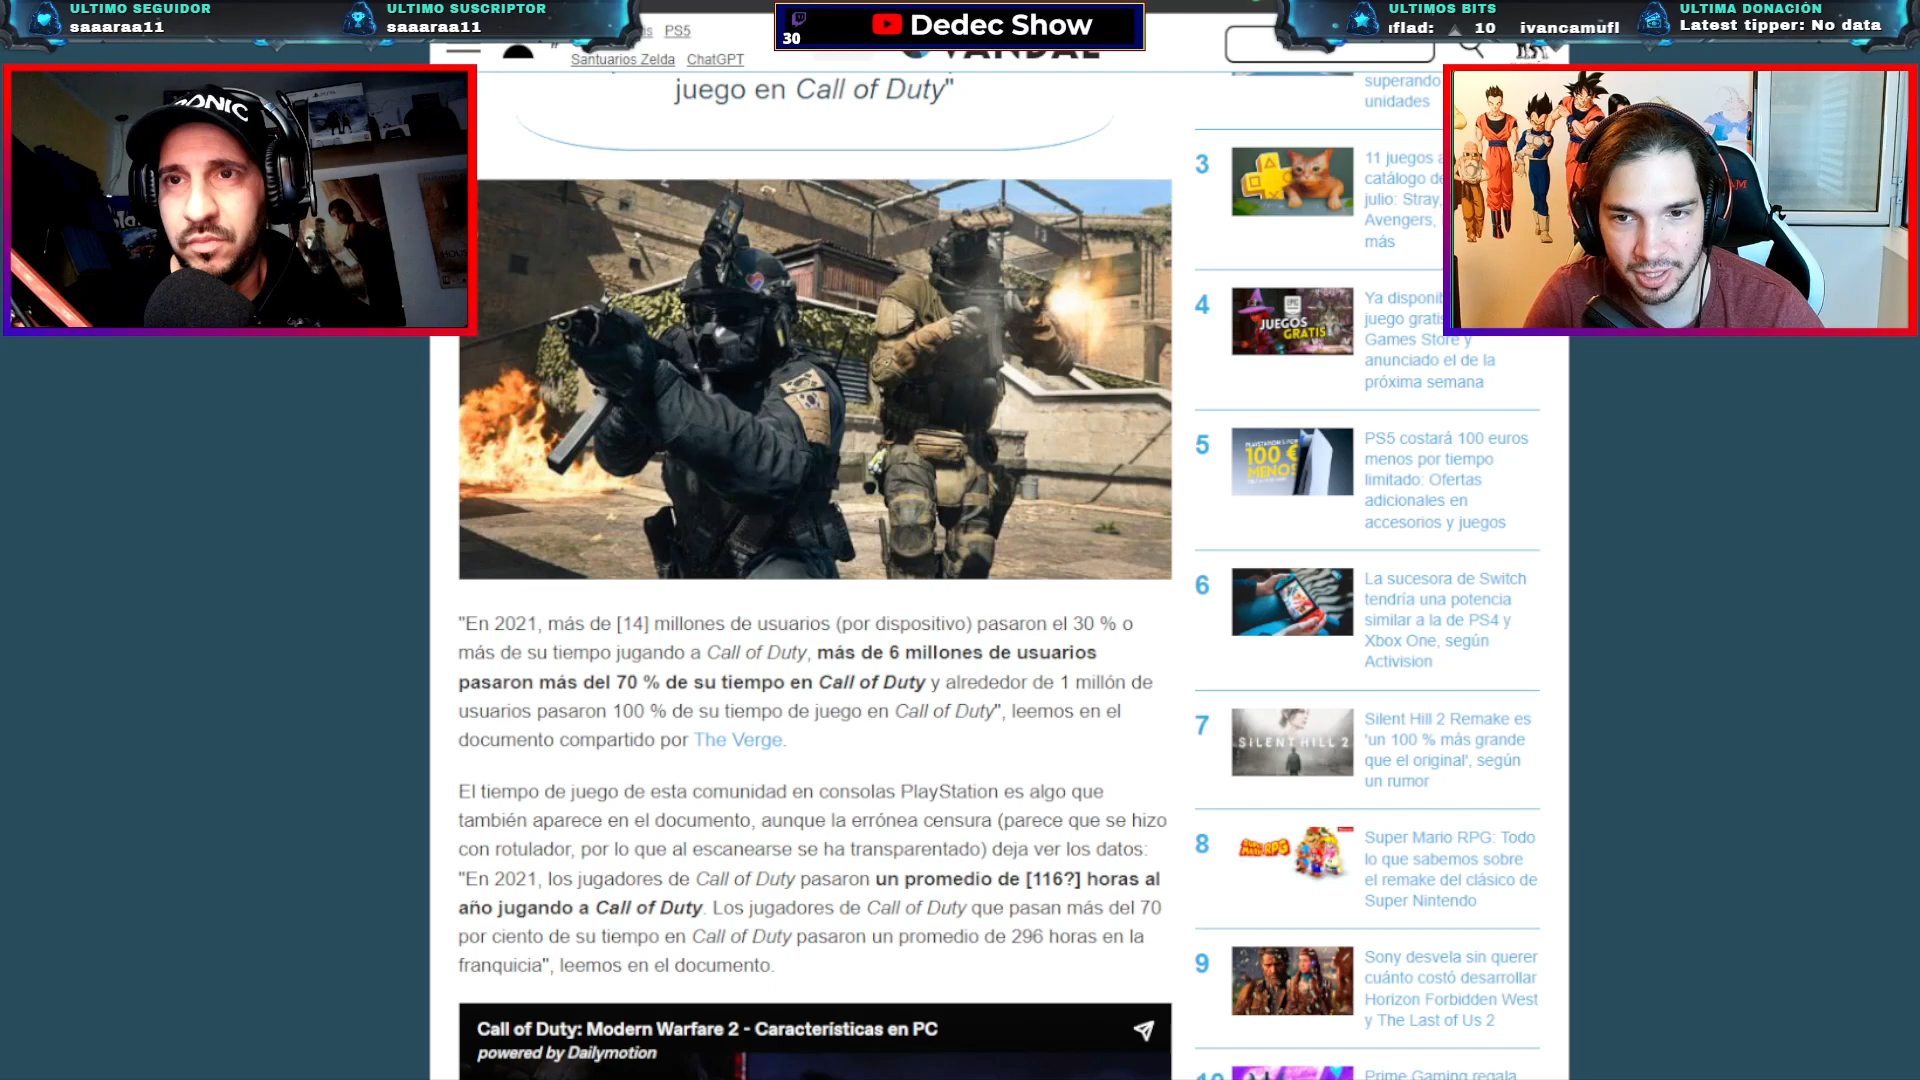 ULTIMO SEGUIDOR
saaaraa11
ULTIMO SUSCRIPTOR
saaaraa11
30
Dedec Show
ULTIMOS BITS
ıflad: 10 ivancamufl
ULTIMA DONACIÓN
Latest tipper: No data
PS5
Santuarios Zelda ChatGPT
VANDAL
juego en Call of Duty"
SONIC
"En 2021, más de [14] millones de usuarios (por dispositivo) pasaron el 30 % o
más de su tiempo jugando a Call of Duty, más de 6 millones de usuarios
pasaron más del 70 % de su tiempo en Call of Duty y alrededor de 1 millón de
usuarios pasaron 100 % de su tiempo de juego en Call of Duty", leemos en el
documento compartido por The Verge.
El tiempo de juego de esta comunidad en consolas PlayStation es algo que
también aparece en el documento, aunque la errónea censura (parece que se hizo
con rotulador, por lo que al escanearse se ha transparentado) deja ver los datos:
"En 2021, los jugadores de Call of Duty pasaron un promedio de [116?] horas al
año jugando a Call of Duty. Los jugadores de Call of Duty que pasan más del 70
por ciento de su tiempo en Call of Duty pasaron un promedio de 296 horas en la
franquicia", leemos en el documento.
Call of Duty: Modern Warfare 2 - Características en PC
powered by Dailymotion
superando
unidades
3
11 juegos a
catálogo de
julio: Stray,
Avengers,
más
4
EPIC
JUEGOS
GRATIS
Ya disponib
juego gratis
Games Store y
anunciado el de la
próxima semana
5
100 €
MENOS
PS5 costará 100 euros
menos por tiempo
limitado: Ofertas
adicionales en
accesorios y juegos
6
La sucesora de Switch
tendría una potencia
similar a la de PS4 y
Xbox One, según
Activision
7
SILENT HILL 2
Silent Hill 2 Remake es
'un 100 % más grande
que el original', según
un rumor
8
Super Mario RPG: Todo
lo que sabemos sobre
el remake del clásico de
Super Nintendo
9
Sony desvela sin querer
cuánto costó desarrollar
Horizon Forbidden West
y The Last of Us 2
10
Prime Gaming regala